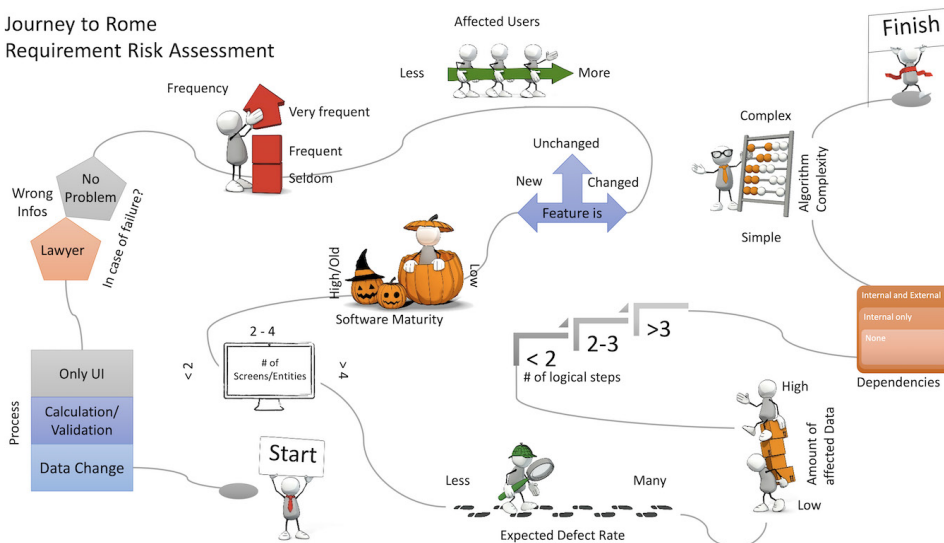 Journey to Rome
Requirement Risk Assessment
Affected Users
Less
More
Finish
Frequency
Very frequent
Frequent
Seldom
Complex
Algorithm
Complexity
Simple
Unchanged
New
Changed
Feature is
No
Problem
Wrong
Infos
Lawyer
In case of failure?
High/Old
Low
Software Maturity
Internal and External
Internal only
None
Dependencies
< 2
2-3
>3
# of logical steps
2 - 4
< 2
# of
Screens/Entities
> 4
Process
Only UI
Calculation/
Validation
Data Change
Start
High
Amount of
affected Data
Low
Less
Many
Expected Defect Rate